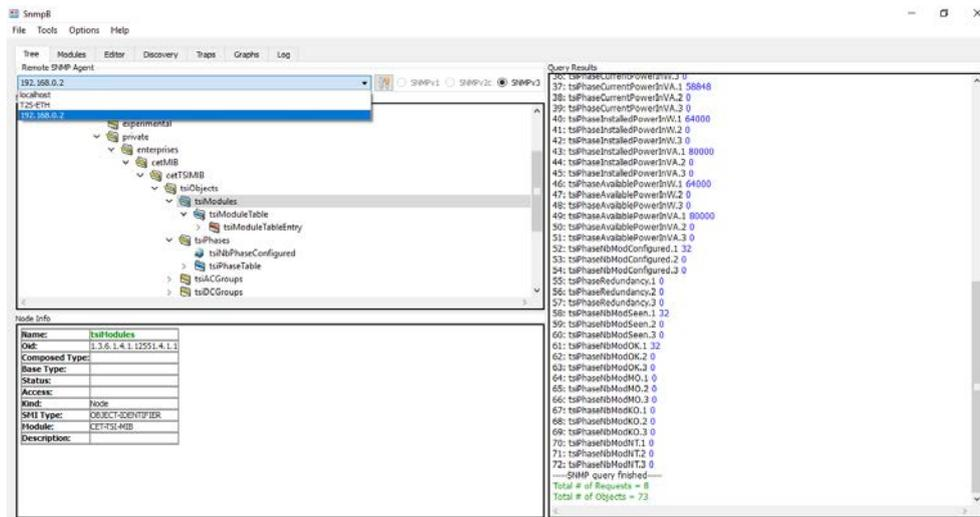 SnmpB
File Tools Options Help
Tree Modules Editor Discovery Traps Graphs Log
Remote SNMP Agent
192.168.0.2
SNMPv1 SNMPv2c SNMPv3
localhost
T2S-ETH
192.168.0.2
experimental
private
enterprises
cetMIB
cetTSIMIB
tsiObjects
tsiModules
tsiModuleTable
tsiModuleTableEntry
tsiPhases
tsiNbPhaseConfigured
tsiPhaseTable
tsiACGroups
tsiDCGroups
Node Info
Name: tsiModules
Oid: 1.3.6.1.4.1.12551.4.1.1
Composed Type:
Base Type:
Status:
Access:
Kind: Node
SMI Type: OBJECT-IDENTIFIER
Module: CET-TSI-MIB
Description:
Query Results
36: tsiPhaseCurrentPowerInW.3 0
37: tsiPhaseCurrentPowerInVA.1 58848
38: tsiPhaseCurrentPowerInVA.2 0
39: tsiPhaseCurrentPowerInVA.3 0
40: tsiPhaseInstalledPowerInW.1 64000
41: tsiPhaseInstalledPowerInW.2 0
42: tsiPhaseInstalledPowerInW.3 0
43: tsiPhaseInstalledPowerInVA.1 80000
44: tsiPhaseInstalledPowerInVA.2 0
45: tsiPhaseInstalledPowerInVA.3 0
46: tsiPhaseAvailablePowerInW.1 64000
47: tsiPhaseAvailablePowerInW.2 0
48: tsiPhaseAvailablePowerInW.3 0
49: tsiPhaseAvailablePowerInVA.1 80000
50: tsiPhaseAvailablePowerInVA.2 0
51: tsiPhaseAvailablePowerInVA.3 0
52: tsiPhaseNbModConfigured.1 32
53: tsiPhaseNbModConfigured.2 0
54: tsiPhaseNbModConfigured.3 0
55: tsiPhaseRedundancy.1 0
56: tsiPhaseRedundancy.2 0
57: tsiPhaseRedundancy.3 0
58: tsiPhaseNbModSeen.1 32
59: tsiPhaseNbModSeen.2 0
60: tsiPhaseNbModSeen.3 0
61: tsiPhaseNbModOK.1 32
62: tsiPhaseNbModOK.2 0
63: tsiPhaseNbModOK.3 0
64: tsiPhaseNbModMO.1 0
65: tsiPhaseNbModMO.2 0
66: tsiPhaseNbModMO.3 0
67: tsiPhaseNbModKO.1 0
68: tsiPhaseNbModKO.2 0
69: tsiPhaseNbModKO.3 0
70: tsiPhaseNbModNT.1 0
71: tsiPhaseNbModNT.2 0
72: tsiPhaseNbModNT.3 0
-----SNMP query finished-----
Total # of Requests = 8
Total # of Objects = 73